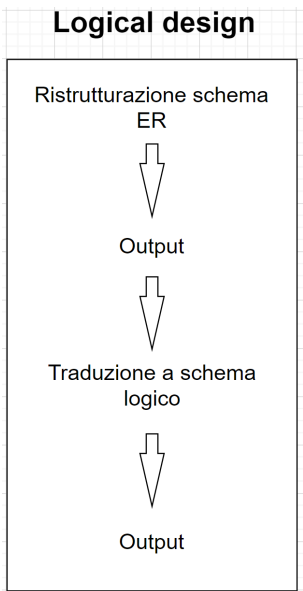 Logical design
Ristrutturazione schema
ER
Output
Traduzione a schema
logico
Output